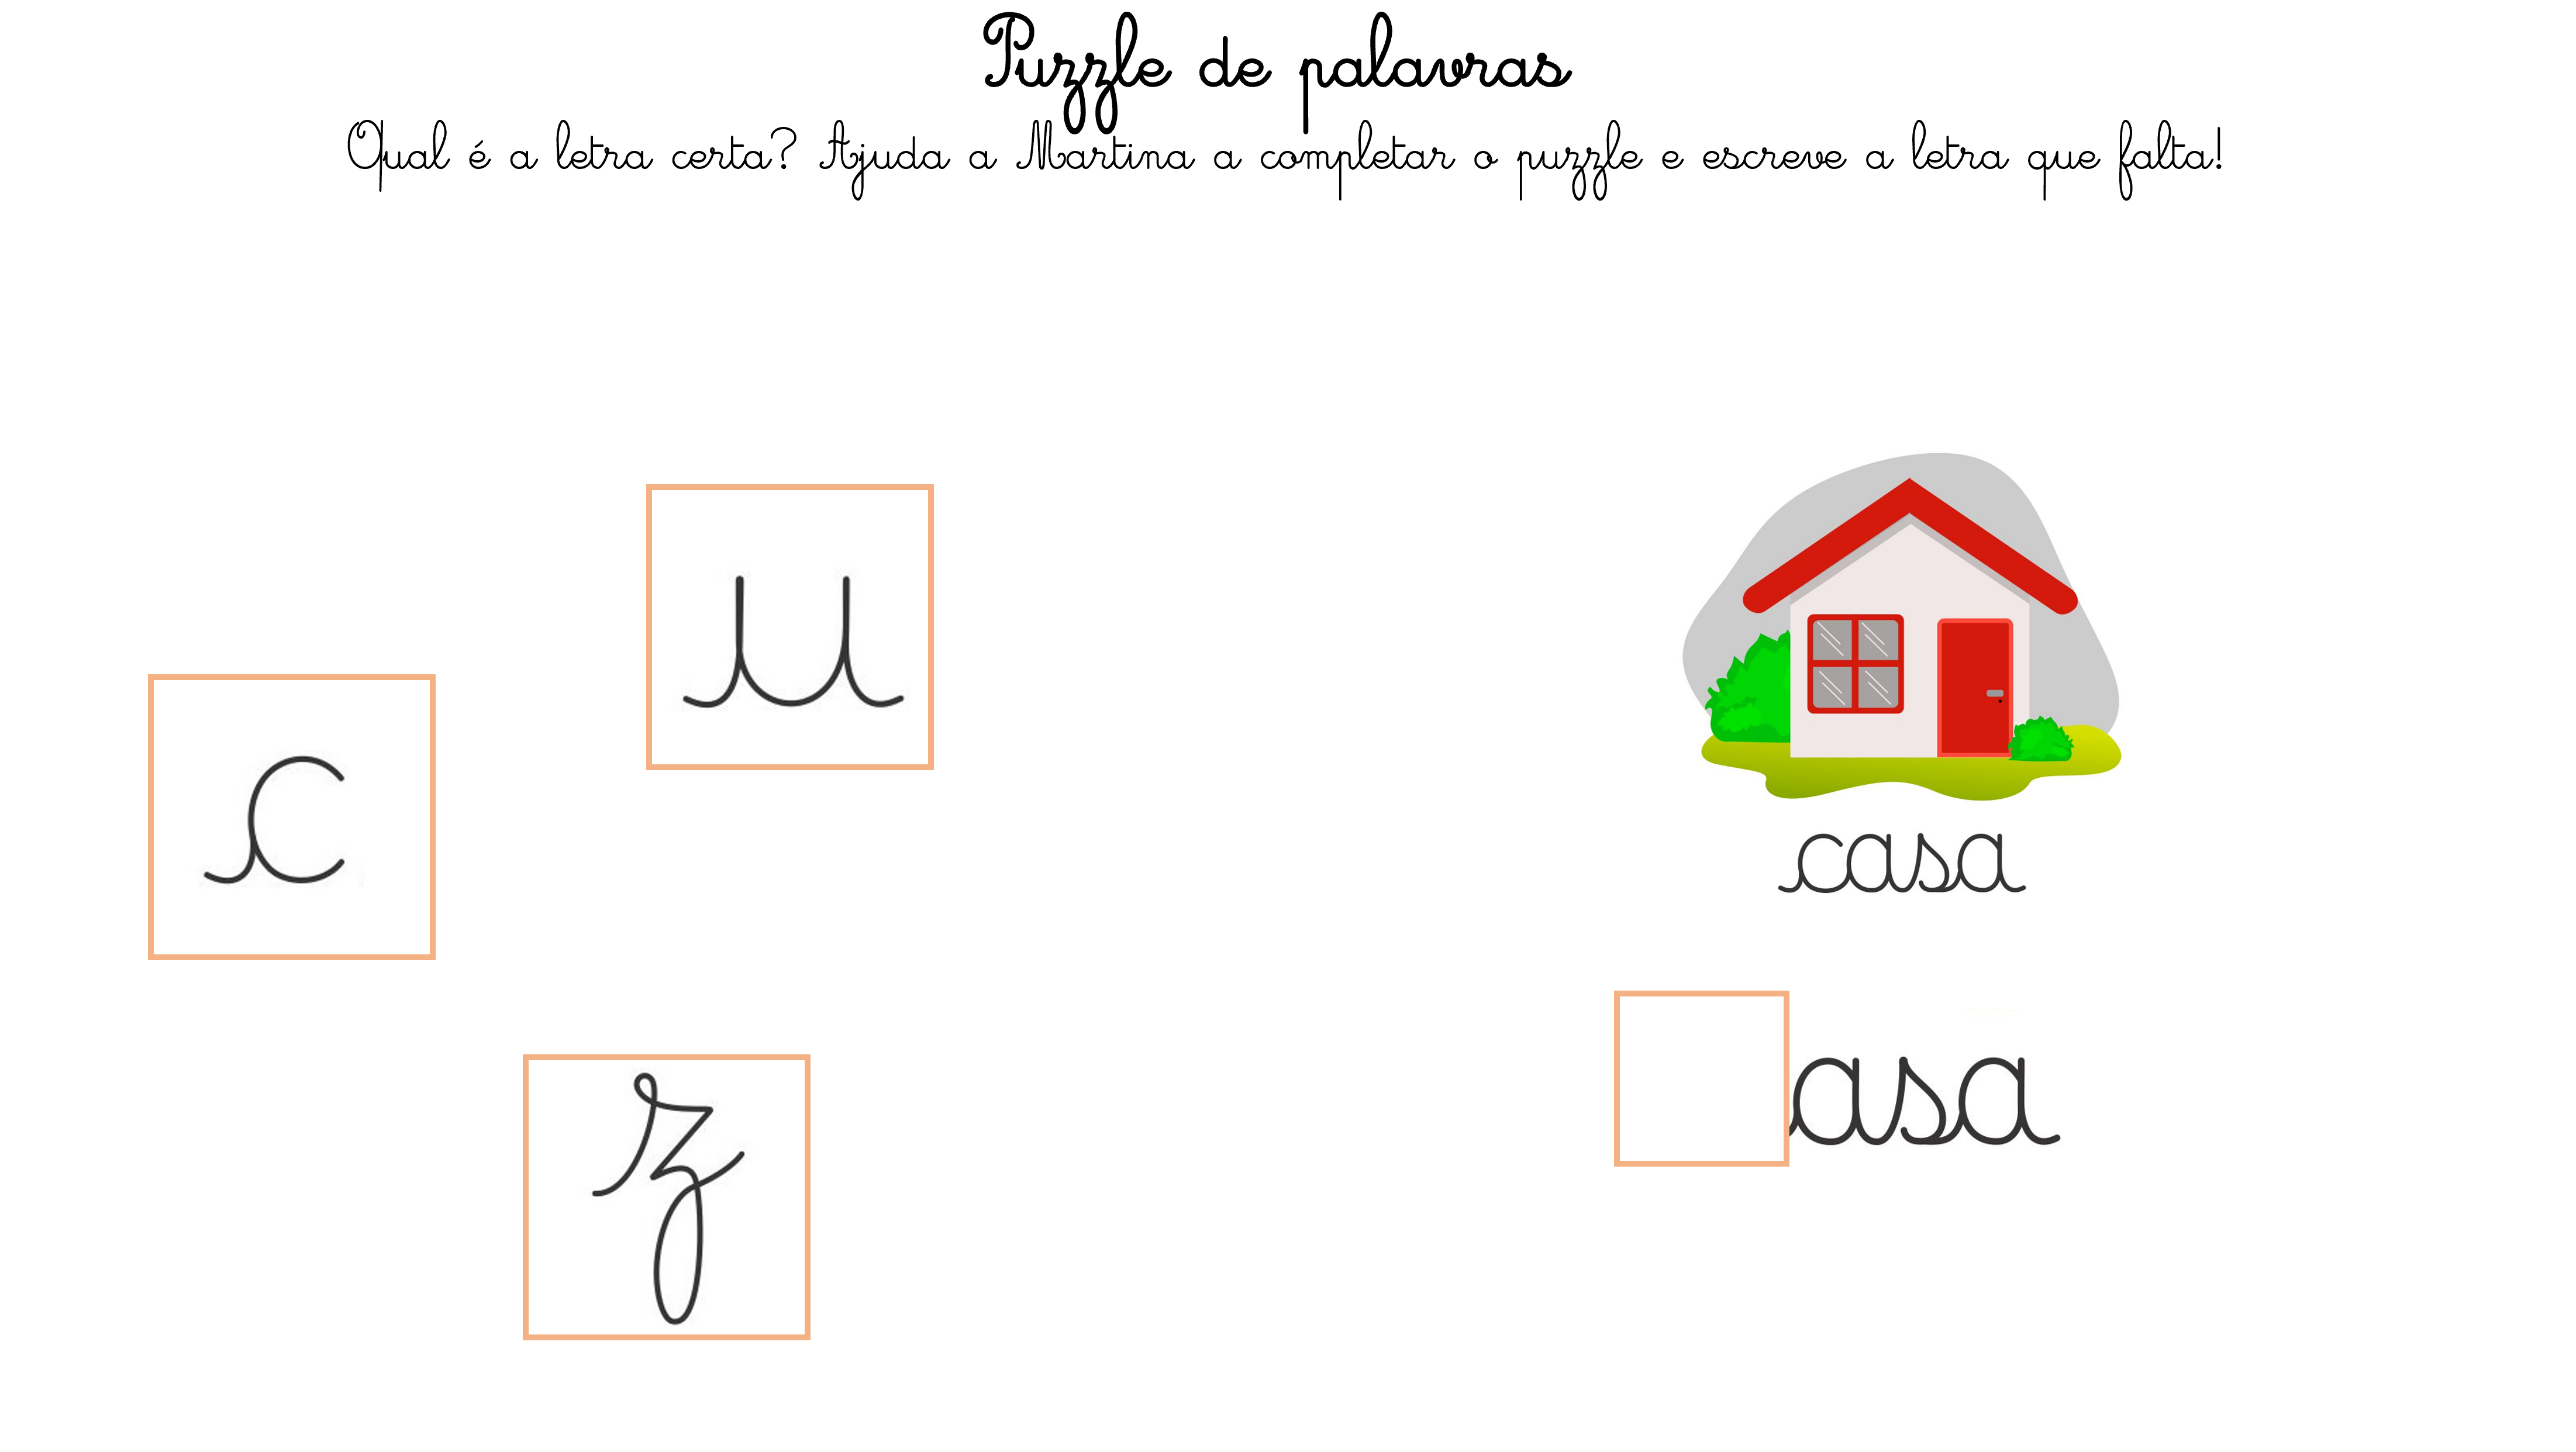 Puzzle de palavras
Qual é a letra certa? Ajuda a Martina a completar o puzzle e escreve a letra que falta!
u
c
z
casa
asa